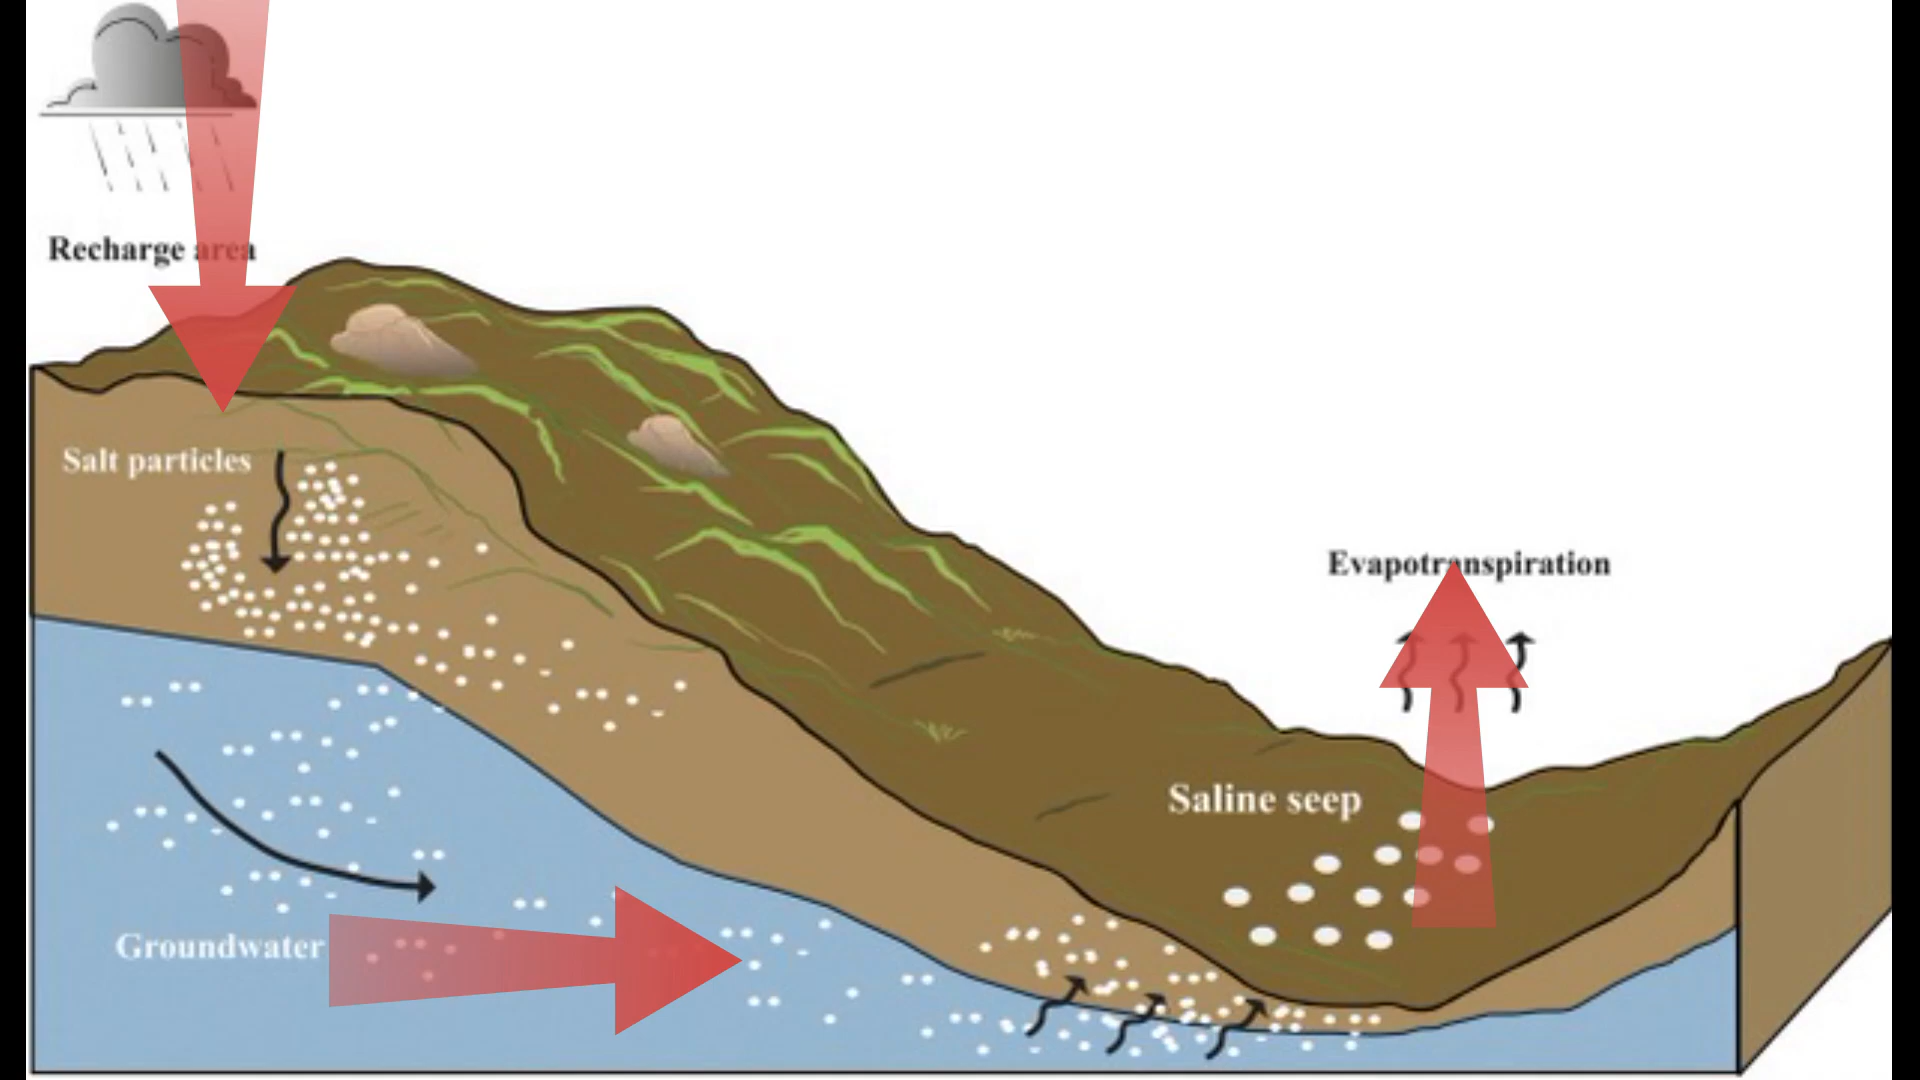 Recharge area
Salt particles
Evapotranspiration
Saline seep
Groundwater